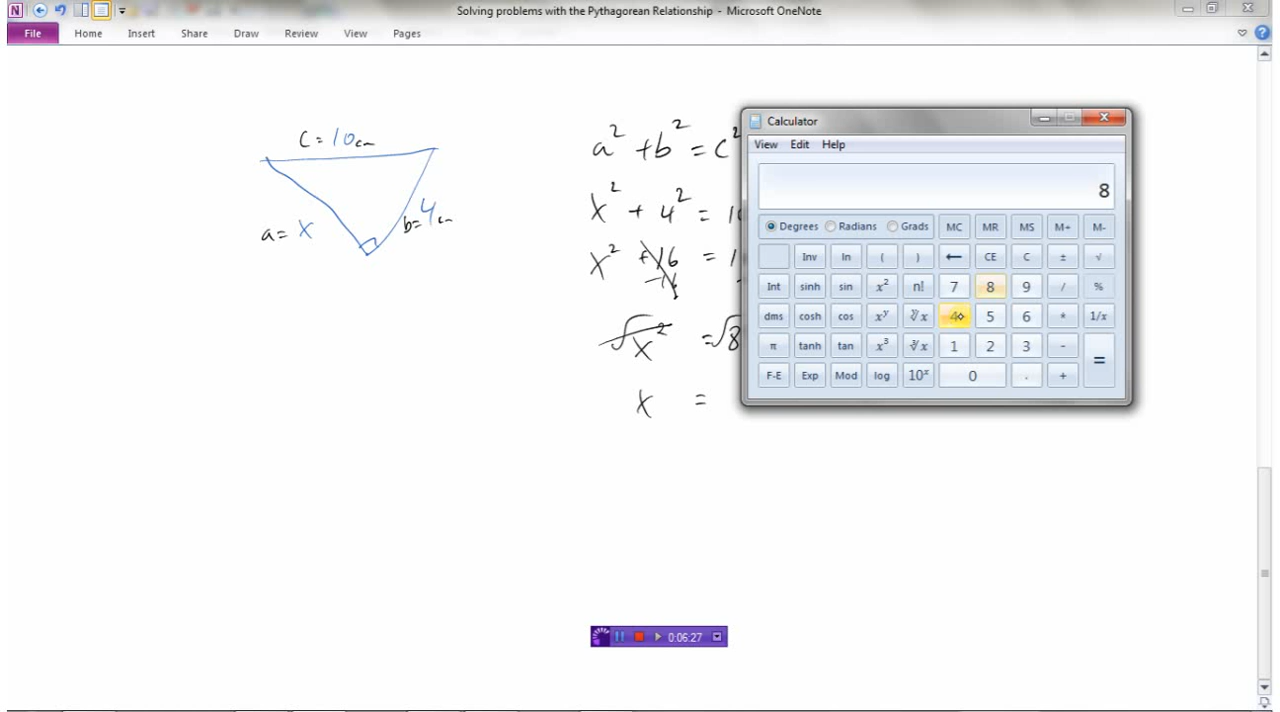 Solving problems with the Pythagorean Relationship - Microsoft OneNote
File Home Insert Share Draw Review View Pages
c = 10cm
a = x
b = 4cm
a² + b² = c²
x² + 4² = 10
x² + 16 = 1
- 16
√x² = √8
x =
Calculator
View Edit Help
8
Degrees Radians Grads MC MR MS M+ M-
Inv ln ( ) ← CE C ± √
Int sinh sin x² n! 7 8 9 / %
dms cosh cos xʸ ʸ√x 4 5 6 * 1/x
π tanh tan x³ ³√x 1 2 3 - =
F-E Exp Mod log 10ˣ 0 . +
0:06:27